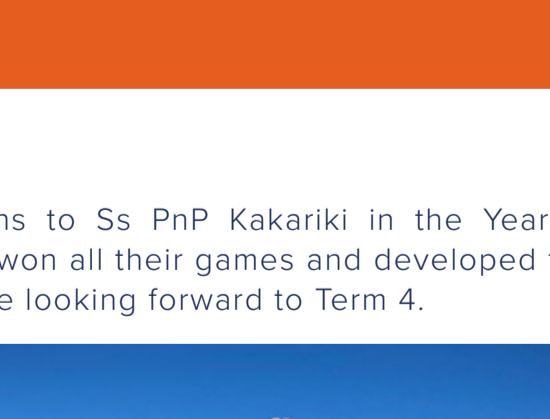 ns to Ss PnP Kakariki in the Year
won all their games and developed
e looking forward to Term 4.